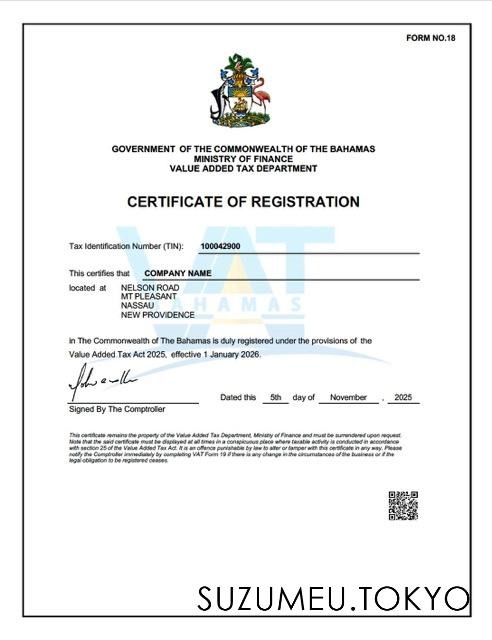 FORM NO.18
GOVERNMENT OF THE COMMONWEALTH OF THE BAHAMAS
MINISTRY OF FINANCE
VALUE ADDED TAX DEPARTMENT
CERTIFICATE OF REGISTRATION
Tax Identification Number (TIN): 100042900
This certifies that COMPANY NAME
located at NELSON ROAD
MT PLEASANT
NASSAU
NEW PROVIDENCE
VAT
BAHAMAS
in The Commonwealth of The Bahamas is duly registered under the provisions of the
Value Added Tax Act 2025, effective 1 January 2026.
Dated this 5th day of November , 2025
Signed By The Comptroller
This certificate remains the property of the Value Added Tax Department, Ministry of Finance and must be surrendered upon request.
Note that the said certificate must be displayed at all times in a conspicuous place where taxable activity is conducted in accordance
with section 25 of the Value Added Tax Act. It is an offence punishable by law to alter or tamper with this certificate in any way. Please
notify the Comptroller immediately by completing VAT Form 19 if there is any change in the circumstances of the business or if the
legal obligation to be registered ceases.
SUZUMEU.TOKYO